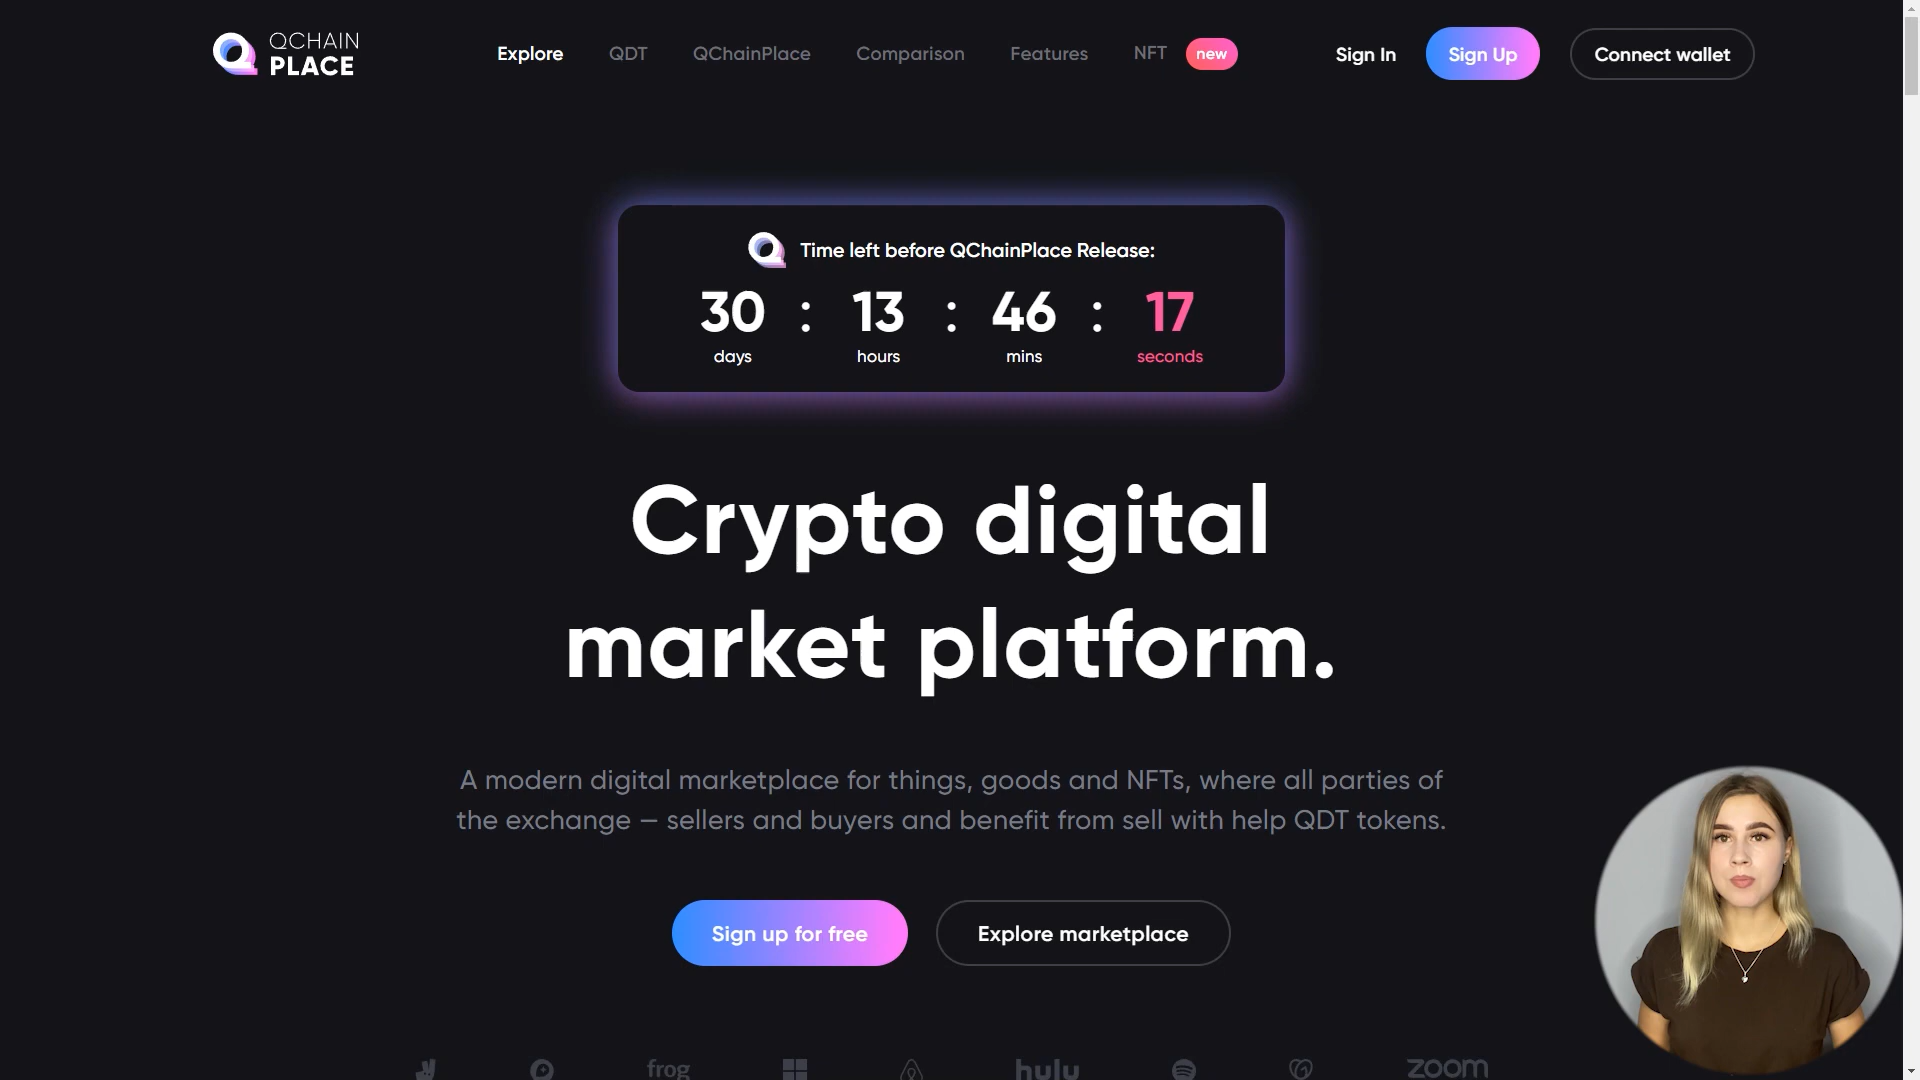 QCHAIN
PLACE
Explore
QDT
QChainPlace
Comparison
Features
NFT
new
Sign In
Sign Up
Connect wallet
Time left before QChainPlace Release:
30 : 13 : 46 : 17
days hours mins seconds
Crypto digital
market platform.
A modern digital marketplace for things, goods and NFTs, where all parties of
the exchange — sellers and buyers and benefit from sell with help QDT tokens.
Sign up for free
Explore marketplace
frog
hulu
zoom